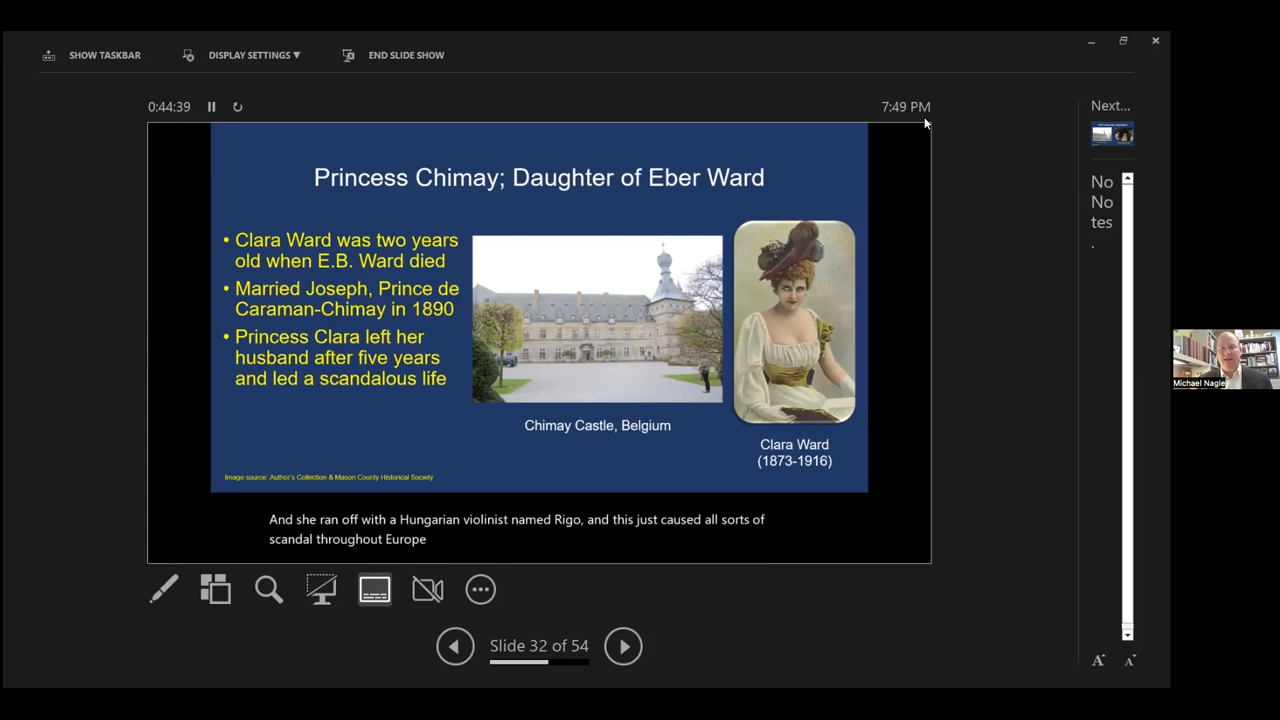 SHOW TASKBAR
DISPLAY SETTINGS ▼
END SLIDE SHOW
0:44:39
7:49 PM
Next...
Princess Chimay; Daughter of Eber Ward
• Clara Ward was two years
old when E.B. Ward died
• Married Joseph, Prince de
Caraman-Chimay in 1890
• Princess Clara left her
husband after five years
and led a scandalous life
Chimay Castle, Belgium
Clara Ward
(1873-1916)
Image source: Author's Collection & Mason County Historical Society
And she ran off with a Hungarian violinist named Rigo, and this just caused all sorts of
scandal throughout Europe
No
No
tes
.
Michael Nagle
Slide 32 of 54
A
A